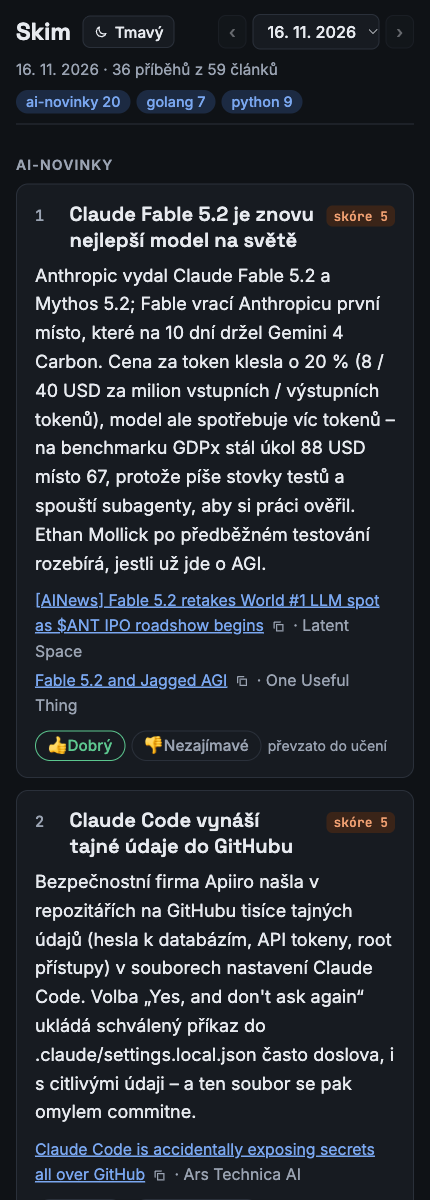 Skim
Tmavý
‹
16. 11. 2026
›
16. 11. 2026 · 36 příběhů z 59 článků
ai-novinky 20
golang 7
python 9
AI-NOVINKY
1
Claude Fable 5.2 je znovu
nejlepší model na světě
skóre 5
Anthropic vydal Claude Fable 5.2 a
Mythos 5.2; Fable vrací Anthropicu první
místo, které na 10 dní držel Gemini 4
Carbon. Cena za token klesla o 20 % (8 /
40 USD za milion vstupních / výstupních
tokenů), model ale spotřebuje víc tokenů –
na benchmarku GDPx stál úkol 88 USD
místo 67, protože píše stovky testů a
spouští subagenty, aby si práci ověřil.
Ethan Mollick po předběžném testování
rozebírá, jestli už jde o AGI.
[AINews] Fable 5.2 retakes World #1 LLM spot
as $ANT IPO roadshow begins · Latent
Space
Fable 5.2 and Jagged AGI · One Useful
Thing
👍Dobrý
👎Nezajímavé
převzato do učení
2
Claude Code vynáší
tajné údaje do GitHubu
skóre 5
Bezpečnostní firma Apiiro našla v
repozitářích na GitHubu tisíce tajných
údajů (hesla k databázím, API tokeny, root
přístupy) v souborech nastavení Claude
Code. Volba „Yes, and don't ask again“
ukládá schválený příkaz do
.claude/settings.local.json často doslova, i
s citlivými údaji – a ten soubor se pak
omylem commitne.
Claude Code is accidentally exposing secrets
all over GitHub · Ars Technica AI